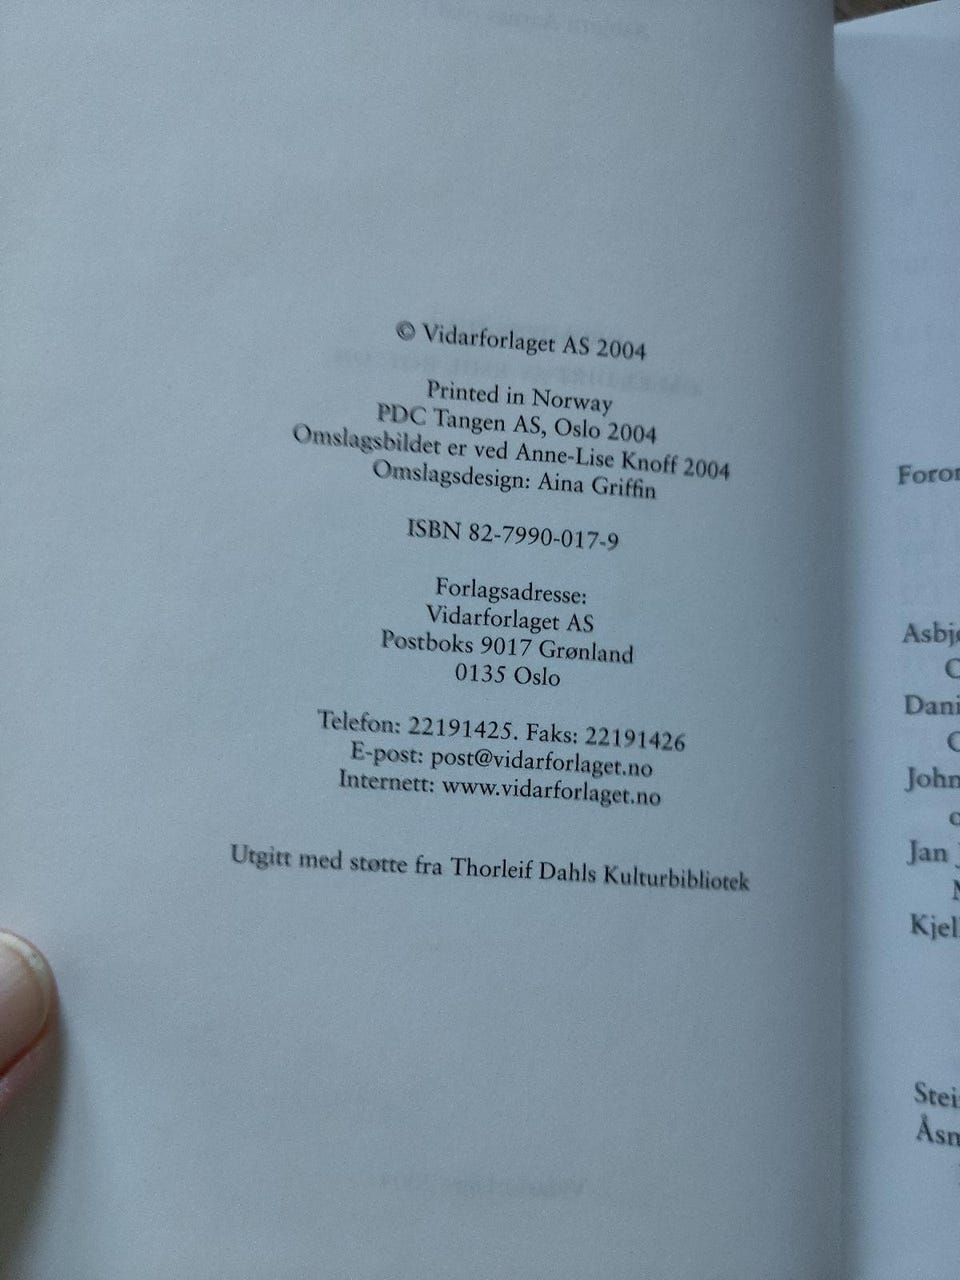 © Vidarforlaget AS 2004
Printed in Norway
PDC Tangen AS, Oslo 2004
Omslagsbildet er ved Anne-Lise Knoff 2004
Omslagsdesign: Aina Griffin
ISBN 82-7990-017-9
Forlagsadresse:
Vidarforlaget AS
Postboks 9017 Grønland
0135 Oslo
Telefon: 22191425. Faks: 22191426
E-post: post@vidarforlaget.no
Internett: www.vidarforlaget.no
Utgitt med støtte fra Thorleif Dahls Kulturbibliotek
Jan